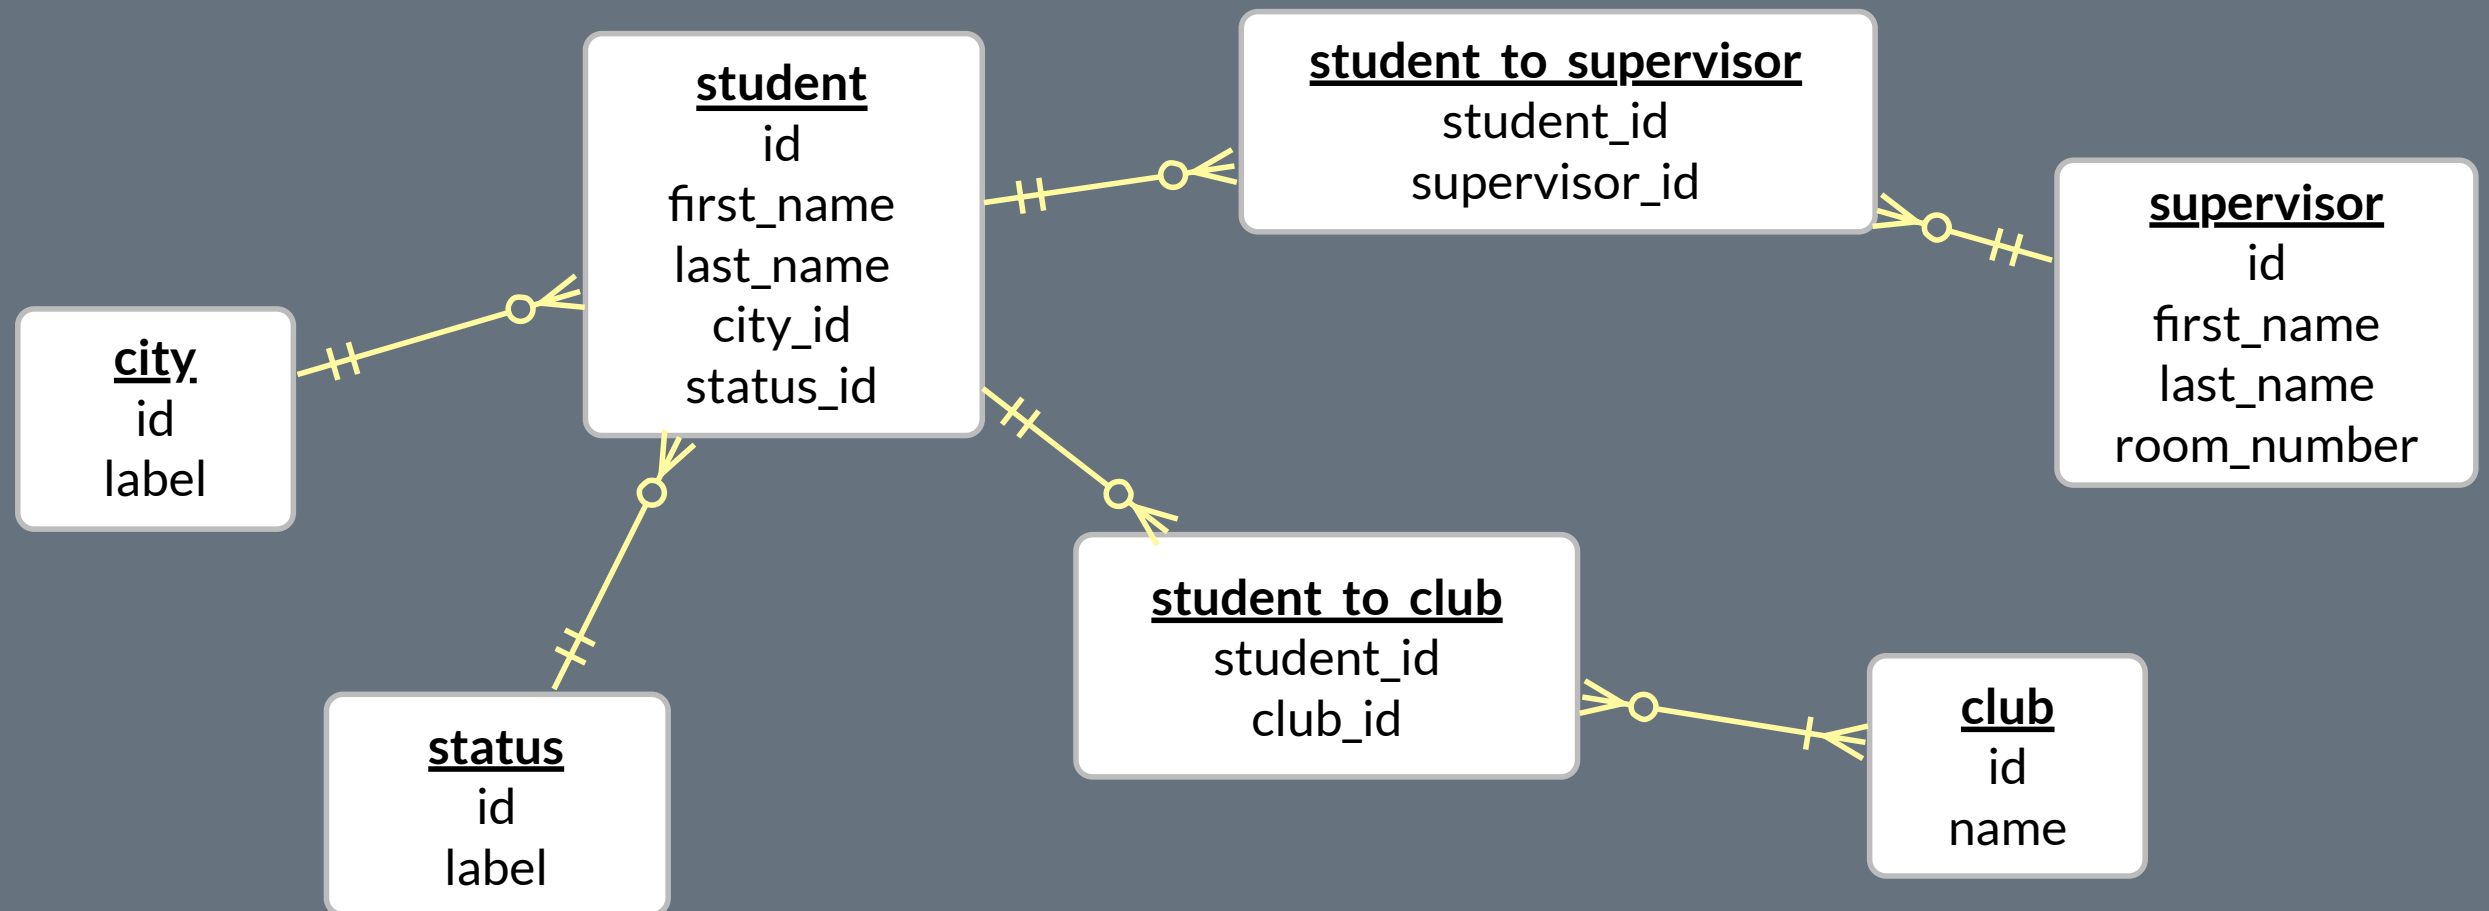 student
id
first_name
last_name
city_id
status_id
student_to_supervisor
student_id
supervisor_id
supervisor
id
first_name
last_name
room_number
city
id
label
student_to_club
student_id
club_id
status
id
label
club
id
name